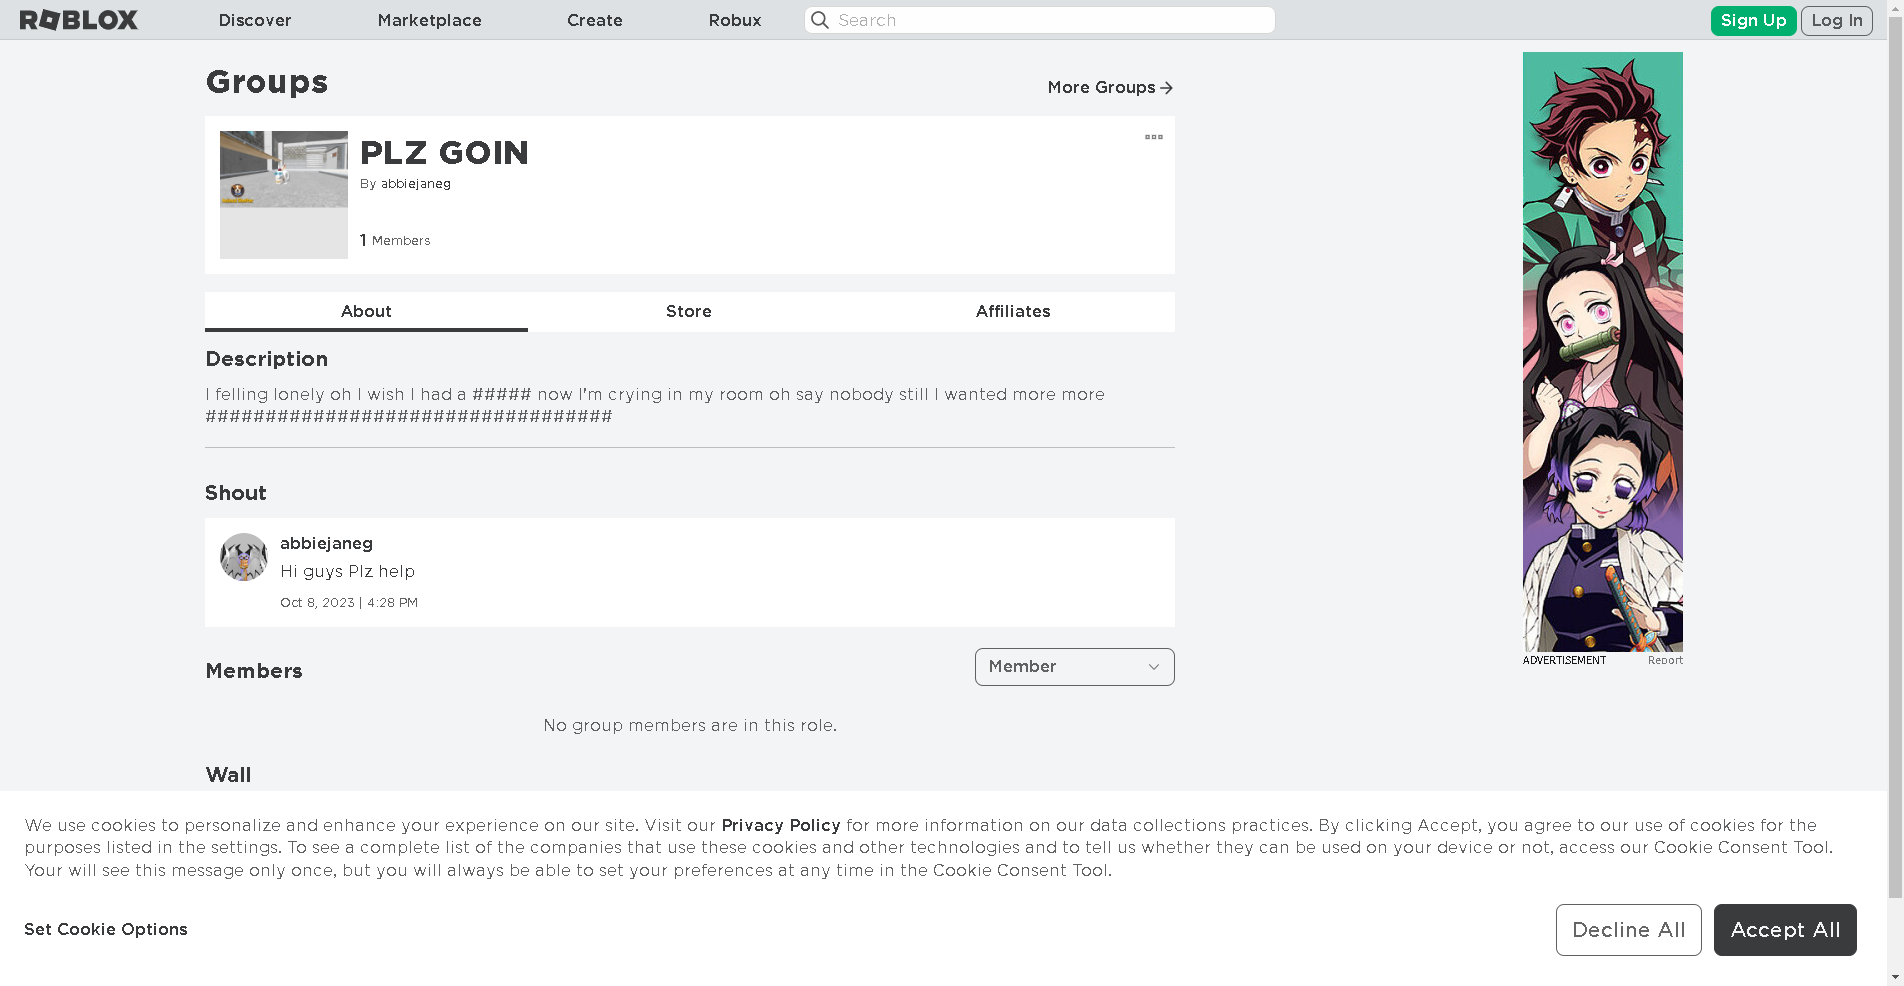 ROBLOX
Discover
Marketplace
Create
Robux
Search
Sign Up
Log In
Groups
More Groups
PLZ GOIN
By abbiejaneg
1 Members
About
Store
Affiliates
Description
I felling lonely oh I wish I had a ##### now I'm crying in my room oh say nobody still I wanted more more
##################################
Shout
abbiejaneg
Hi guys Plz help
Oct 8, 2023 | 4:28 PM
Members
Member
No group members are in this role.
Wall
ADVERTISEMENT
Report
We use cookies to personalize and enhance your experience on our site. Visit our Privacy Policy for more information on our data collections practices. By clicking Accept, you agree to our use of cookies for the
purposes listed in the settings. To see a complete list of the companies that use these cookies and other technologies and to tell us whether they can be used on your device or not, access our Cookie Consent Tool.
Your will see this message only once, but you will always be able to set your preferences at any time in the Cookie Consent Tool.
Set Cookie Options
Decline All
Accept All